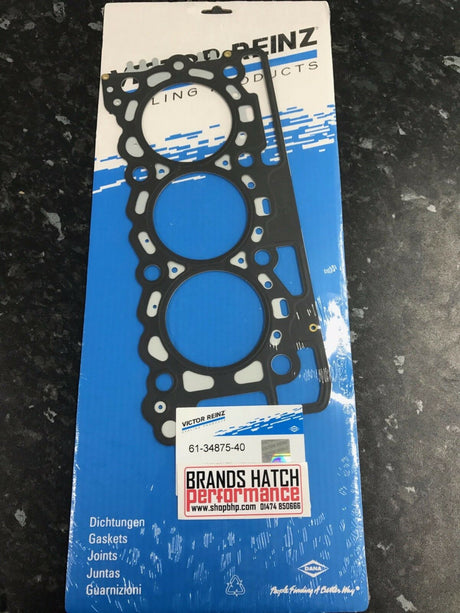 VICTOR REINZ
LING PRODUCTS
VICTOR REINZ
61-34875-40
BRANDS HATCH
performance
www.shopbhp.com 01474 850666
Dichtungen
Gaskets
Joints
Juntas
Guarnizioni
DANA
People Finding A Better Way